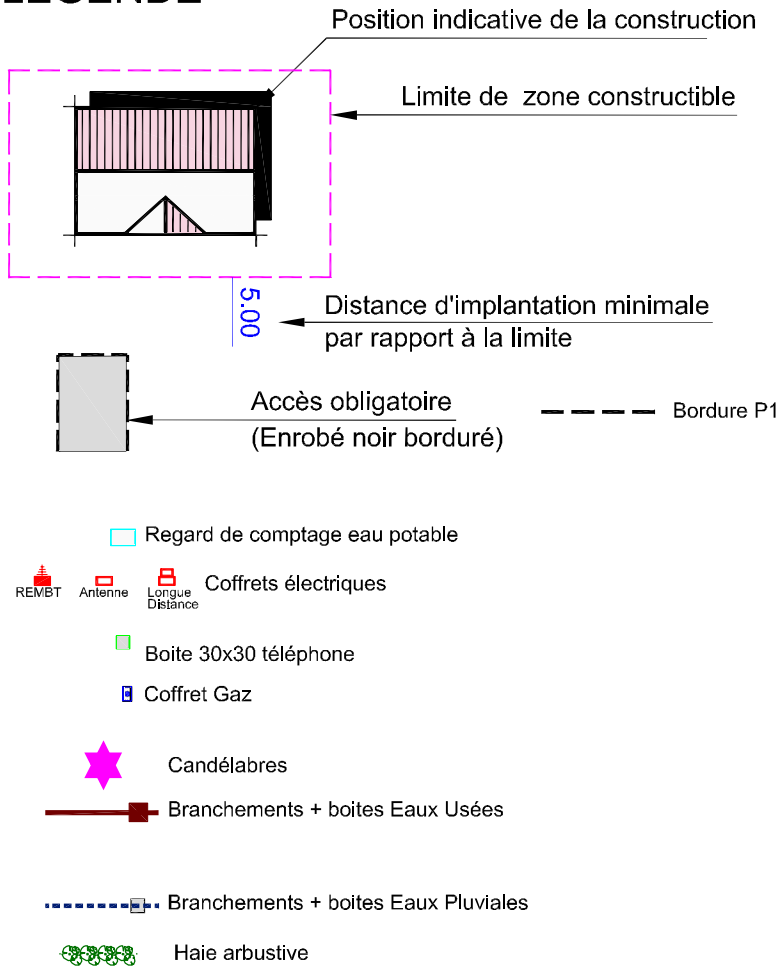 LEGENDE
Position indicative de la construction
Limite de zone constructible
5.00
Distance d'implantation minimale
par rapport à la limite
Accès obligatoire
(Enrobé noir borduré)
Bordure P1
Regard de comptage eau potable
REMBT
Antenne
Longue
Distance
Coffrets électriques
Boite 30x30 téléphone
Coffret Gaz
Candélabres
Branchements + boites Eaux Usées
Branchements + boites Eaux Pluviales
Haie arbustive